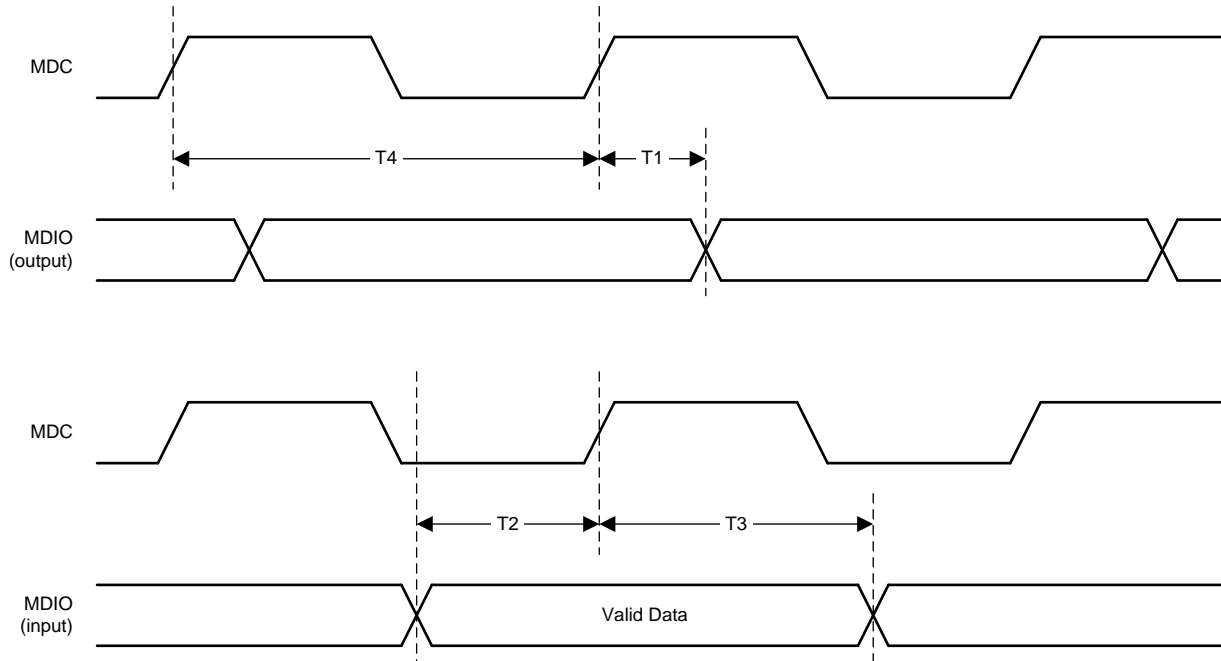 MDC
T4
T1
MDIO
(output)
MDC
T2
T3
MDIO
(input)
Valid Data